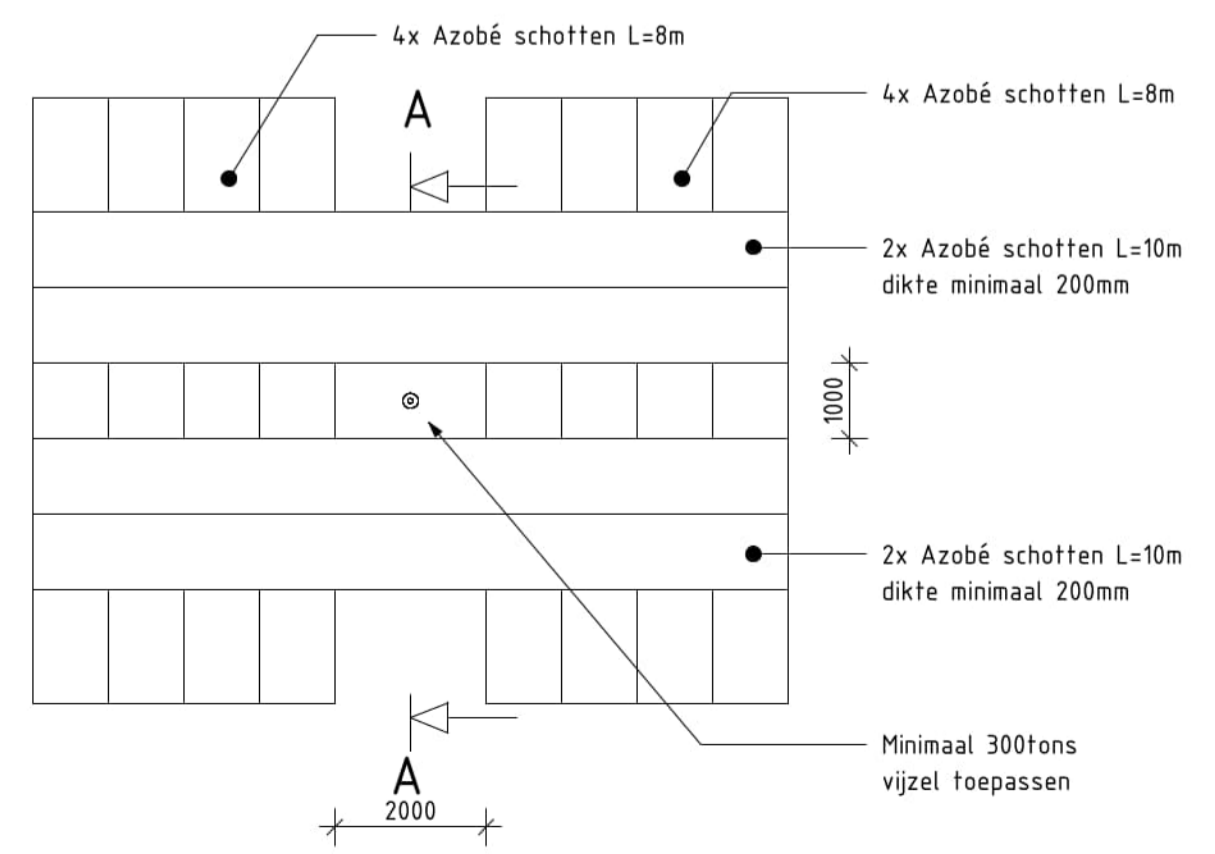 4x Azobé schotten L=8m
A
4x Azobé schotten L=8m
2x Azobé schotten L=10m
dikte minimaal 200mm
1000
2x Azobé schotten L=10m
dikte minimaal 200mm
Minimaal 300tons
vijzel toepassen
A
2000